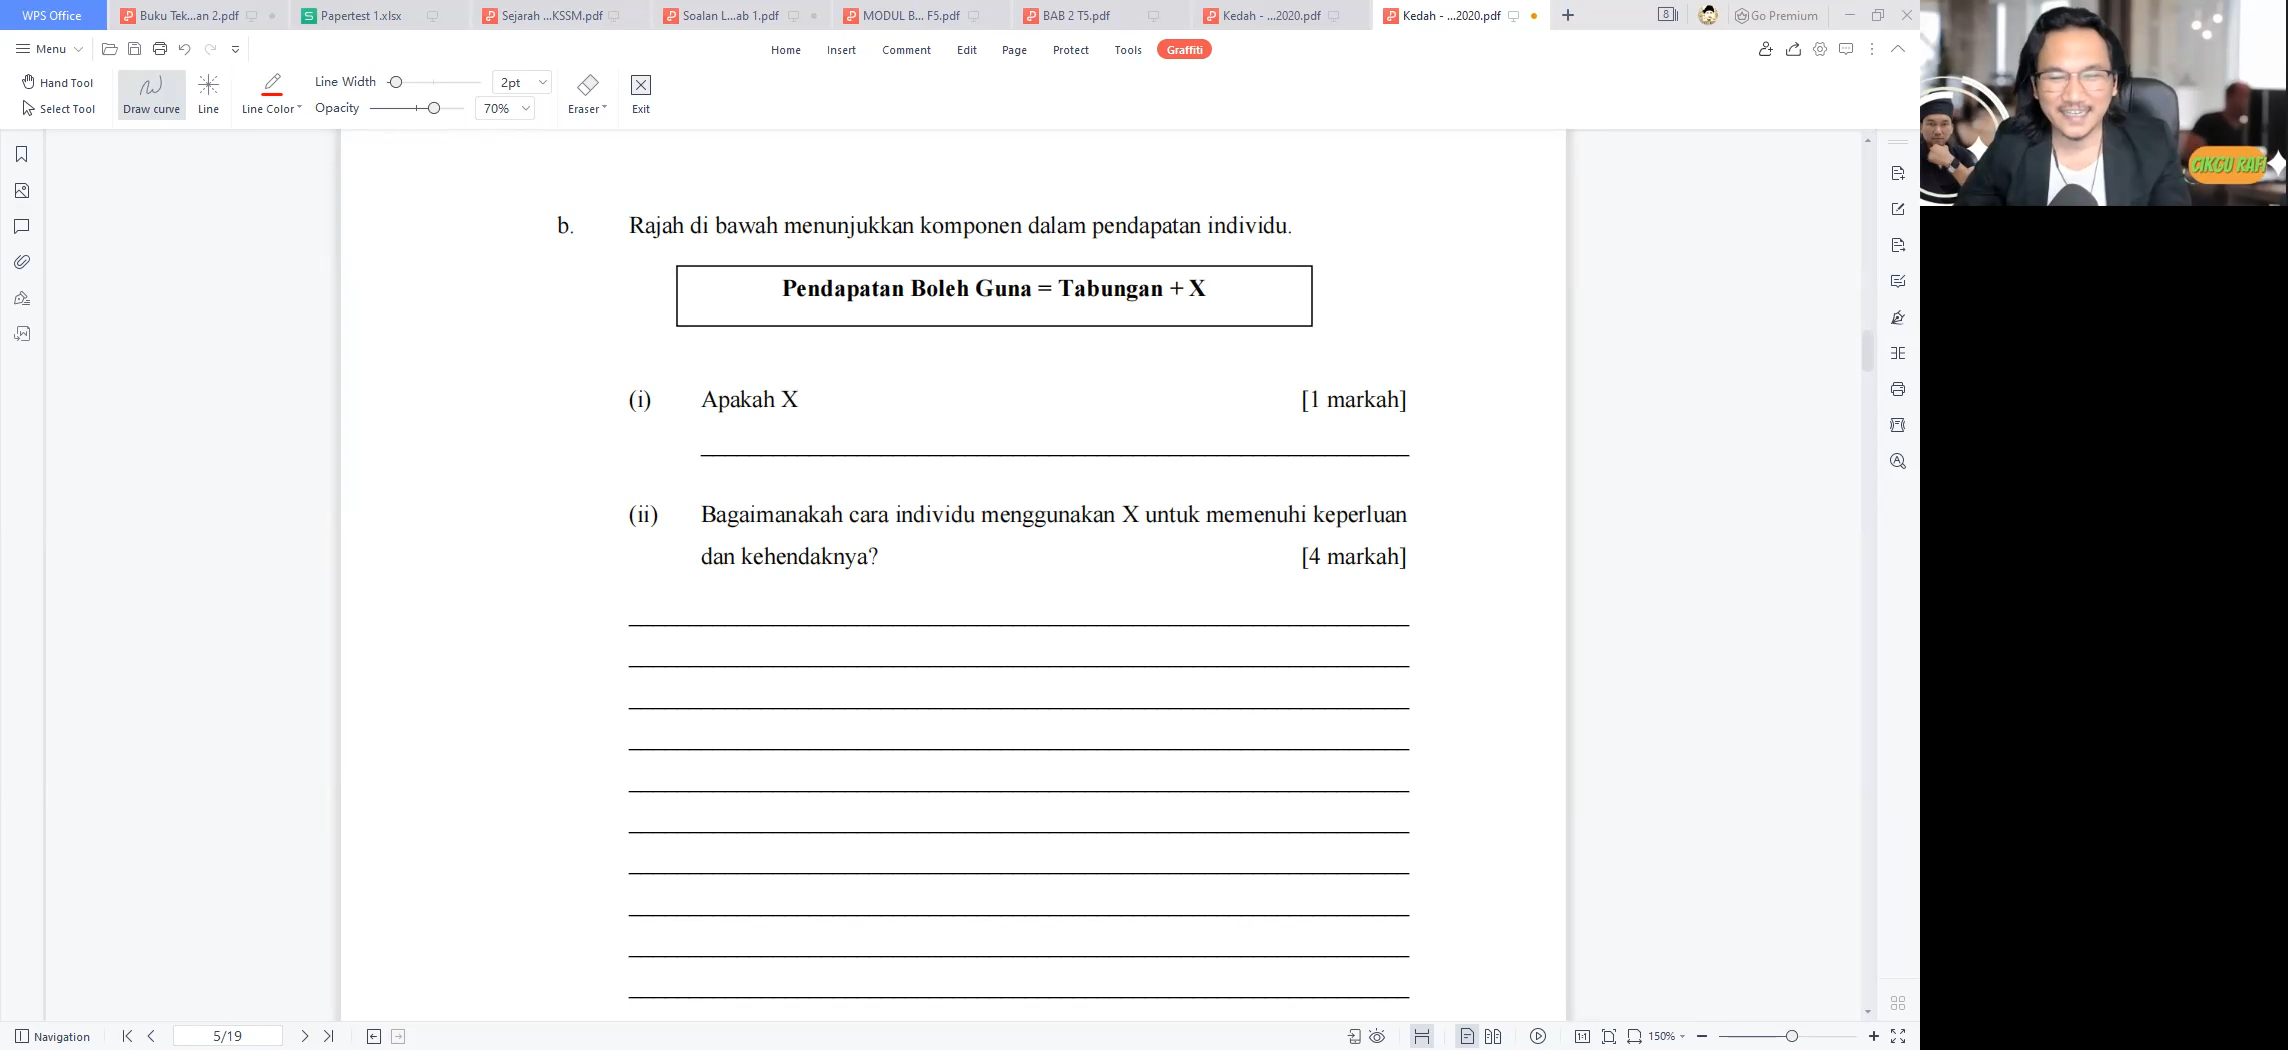 WPS Office
Buku Tek...an 2.pdf
Papertest 1.xlsx
Sejarah ...KSSM.pdf
Soalan L...ab 1.pdf
MODUL B... F5.pdf
BAB 2 T5.pdf
Kedah - ...2020.pdf
Kedah - ...2020.pdf
8
Go Premium
Menu
Home
Insert
Comment
Edit
Page
Protect
Tools
Graffiti
Hand Tool
Select Tool
Draw curve
Line
Line Color
Line Width
2pt
Opacity
70%
Eraser
Exit
CIKGU RAFI
b. Rajah di bawah menunjukkan komponen dalam pendapatan individu.
Pendapatan Boleh Guna = Tabungan + X
(i) Apakah X [1 markah]
(ii) Bagaimanakah cara individu menggunakan X untuk memenuhi keperluan
dan kehendaknya? [4 markah]
Navigation
5/19
1:1
150%